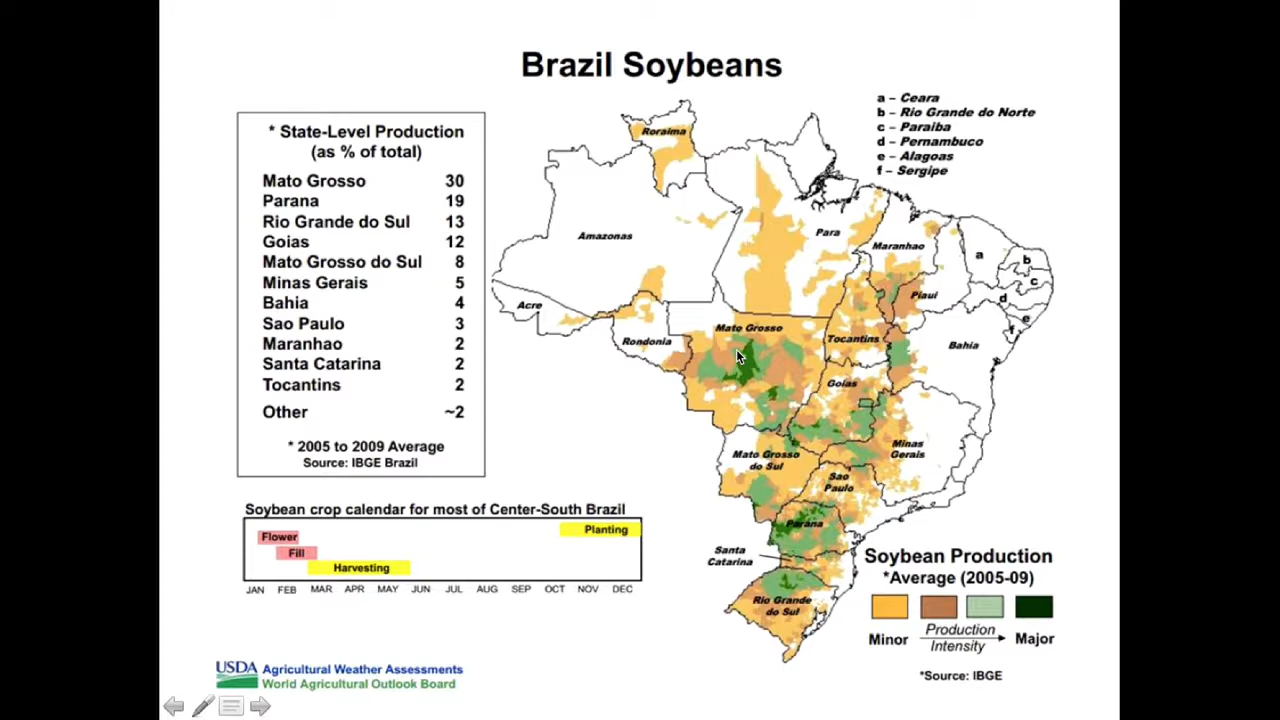 Brazil Soybeans
* State-Level Production
(as % of total)
Mato Grosso 30
Parana 19
Rio Grande do Sul 13
Goias 12
Mato Grosso do Sul 8
Minas Gerais 5
Bahia 4
Sao Paulo 3
Maranhao 2
Santa Catarina 2
Tocantins 2
Other ~2
* 2005 to 2009 Average
Source: IBGE Brazil
a – Ceara
b – Rio Grande do Norte
c – Paraiba
d – Pernambuco
e – Alagoas
f – Sergipe
Roraima
Amazonas
Para
Maranhao
a
b
c
d
e
f
Piaui
Acre
Rondonia
Mato Grosso
Tocantins
Bahia
Goias
Mato Grosso
do Sul
Minas
Gerais
Sao
Paulo
Parana
Santa
Catarina
Rio Grande
do Sul
Soybean crop calendar for most of Center-South Brazil
Planting
Flower
Fill
Harvesting
JAN FEB MAR APR MAY JUN JUL AUG SEP OCT NOV DEC
Soybean Production
*Average (2005-09)
Minor Production Intensity Major
*Source: IBGE
USDA Agricultural Weather Assessments
World Agricultural Outlook Board